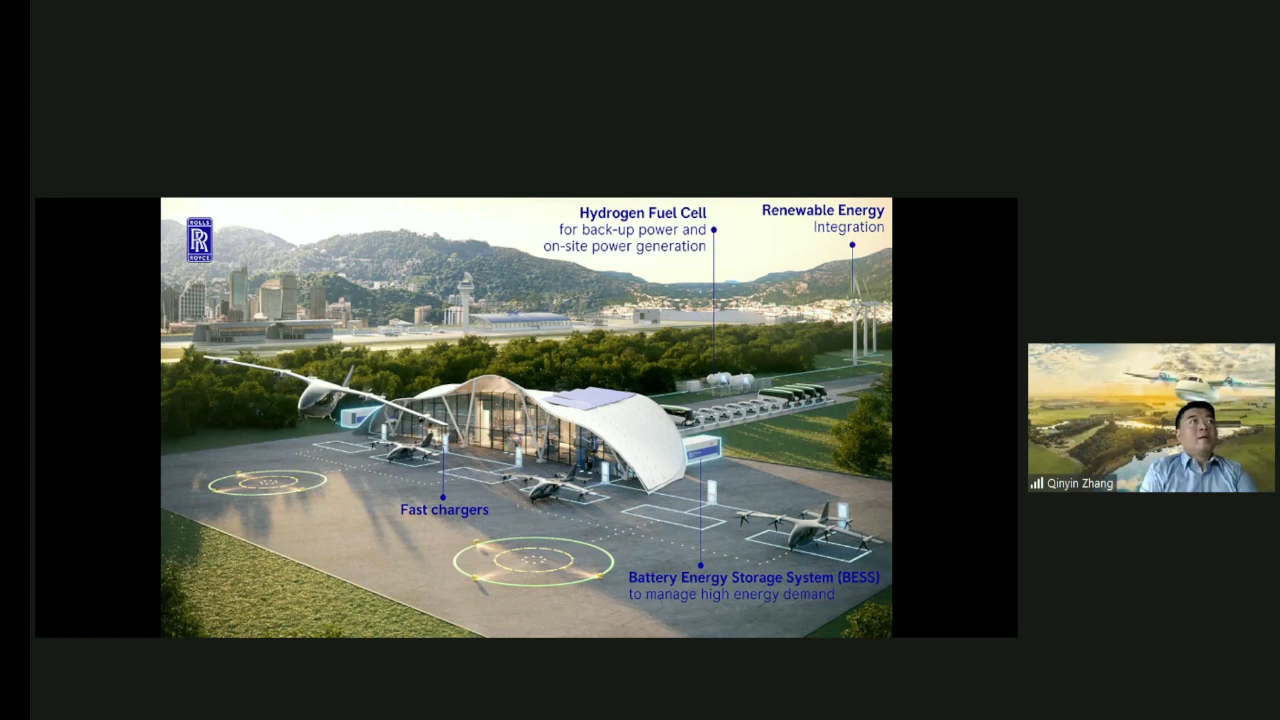 ROLLS
RR
ROYCE
Hydrogen Fuel Cell
for back-up power and
on-site power generation
Renewable Energy
Integration
Fast chargers
Battery Energy Storage System (BESS)
to manage high energy demand
Qinyin Zhang